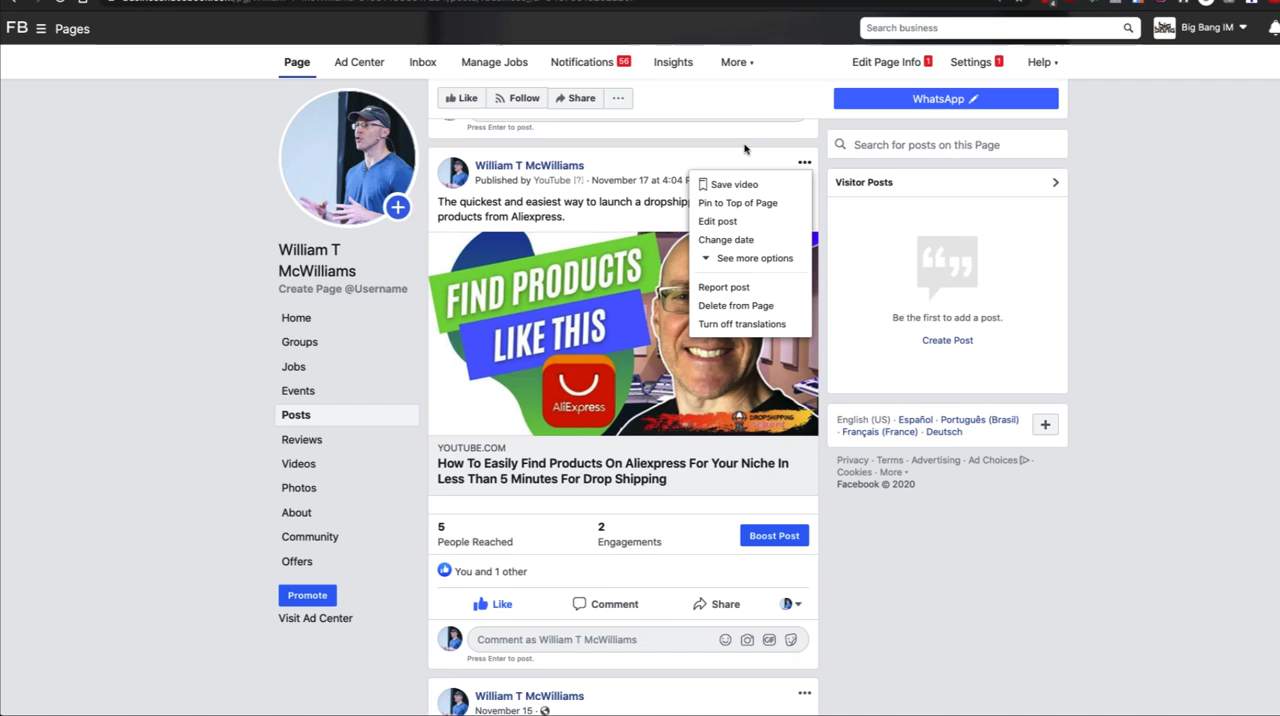 FB ☰ Pages
Search business
Big Bang IM
Page
Ad Center
Inbox
Manage Jobs
Notifications 56
Insights
More
Edit Page Info 1
Settings 1
Help
Like
Follow
Share
...
WhatsApp
Press Enter to post.
Search for posts on this Page
Visitor Posts
Be the first to add a post.
Create Post
English (US) · Español · Português (Brasil)
· Français (France) · Deutsch
Privacy · Terms · Advertising · Ad Choices ·
Cookies · More
Facebook © 2020
William T
McWilliams
Create Page @Username
Home
Groups
Jobs
Events
Posts
Reviews
Videos
Photos
About
Community
Offers
Promote
Visit Ad Center
William T McWilliams
Published by YouTube [?] · November 17 at 4:04
The quickest and easiest way to launch a
products from Aliexpress.
Save video
Pin to Top of Page
Edit post
Change date
See more options
Report post
Delete from Page
Turn off translations
FIND PRODUCTS
LIKE THIS
AliExpress
YOUTUBE.COM
How To Easily Find Products On Aliexpress For Your Niche In
Less Than 5 Minutes For Drop Shipping
5
People Reached
2
Engagements
Boost Post
You and 1 other
Like
Comment
Share
Comment as William T McWilliams
GIF
Press Enter to post.
William T McWilliams
November 15 ·